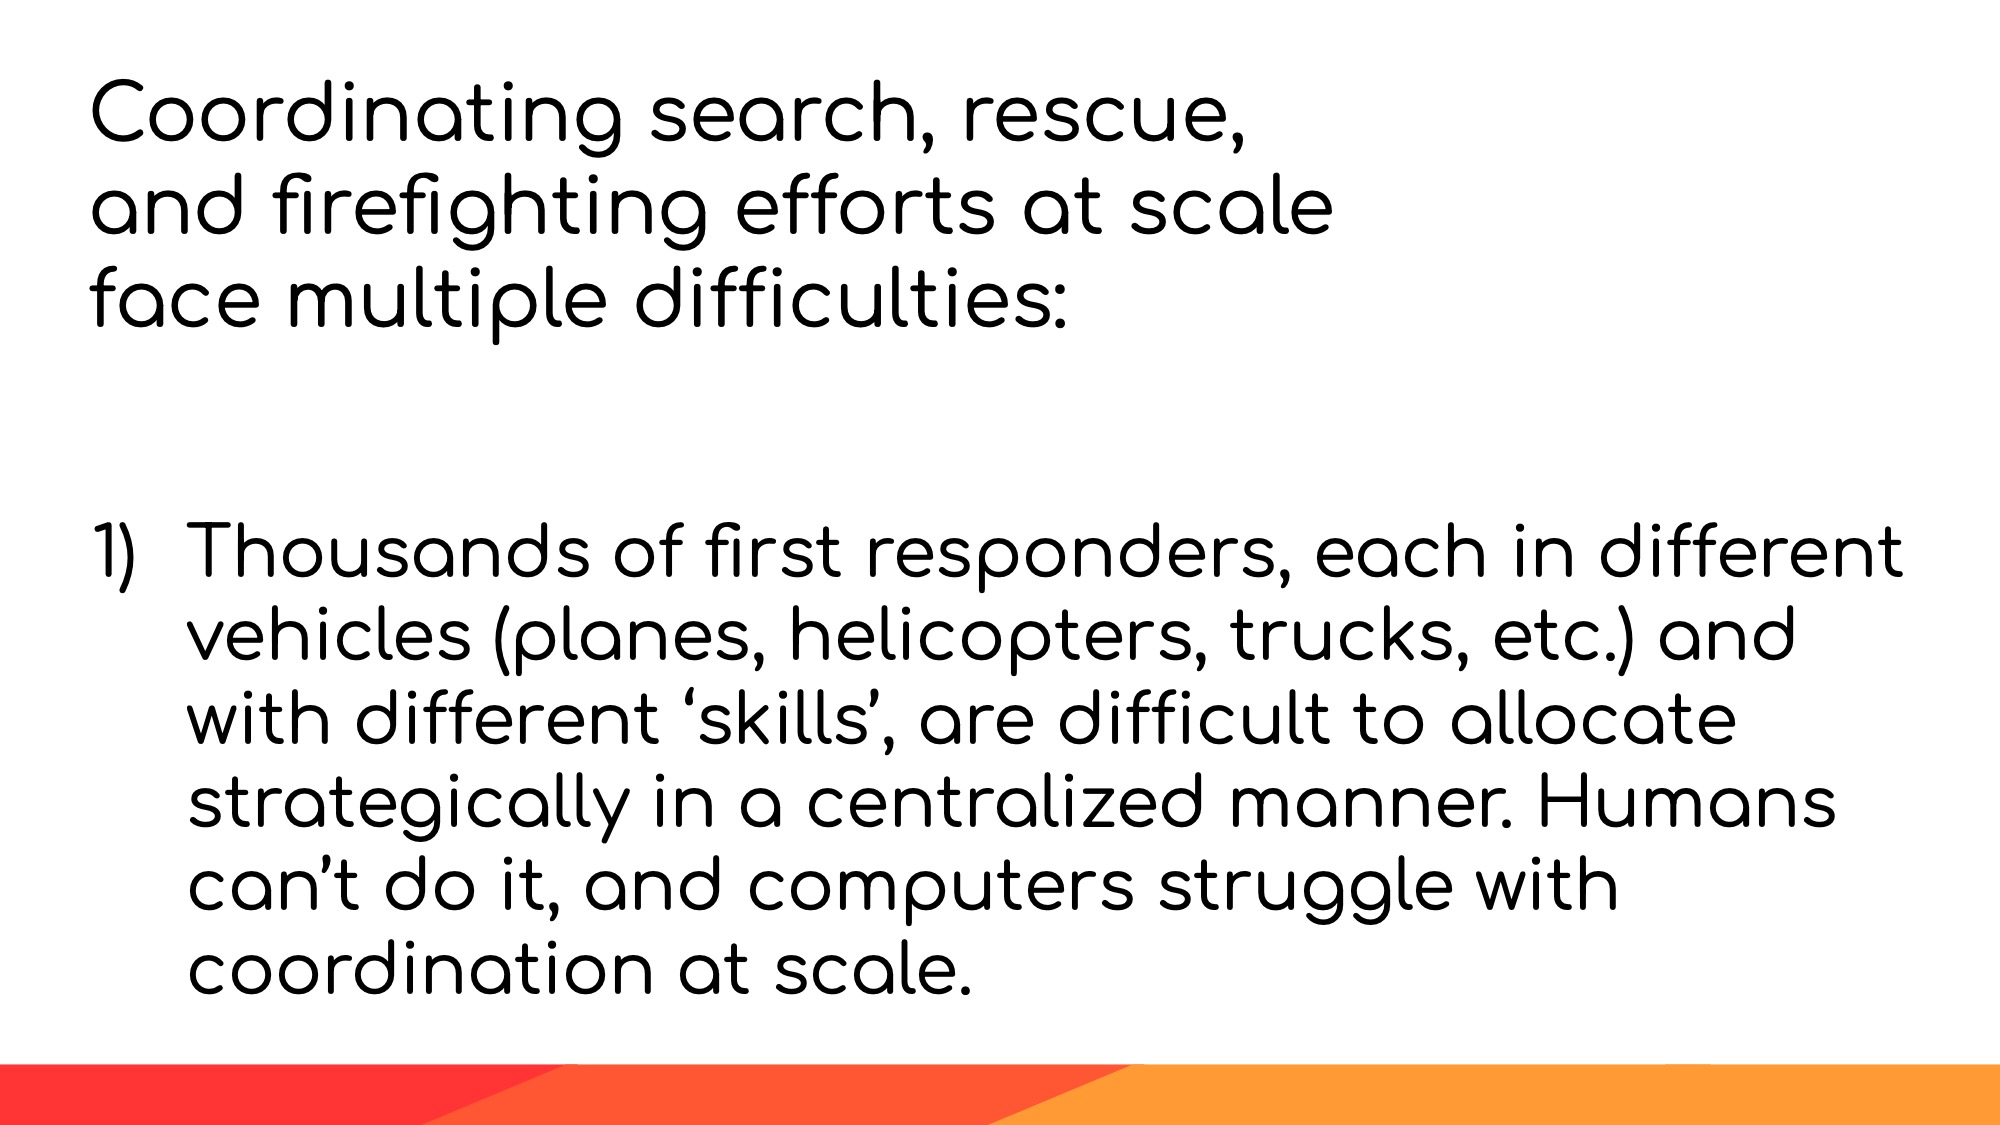 Coordinating search, rescue,
and firefighting efforts at scale
face multiple difficulties:
1) Thousands of first responders, each in different
vehicles (planes, helicopters, trucks, etc.) and
with different ‘skills’, are difficult to allocate
strategically in a centralized manner. Humans
can’t do it, and computers struggle with
coordination at scale.